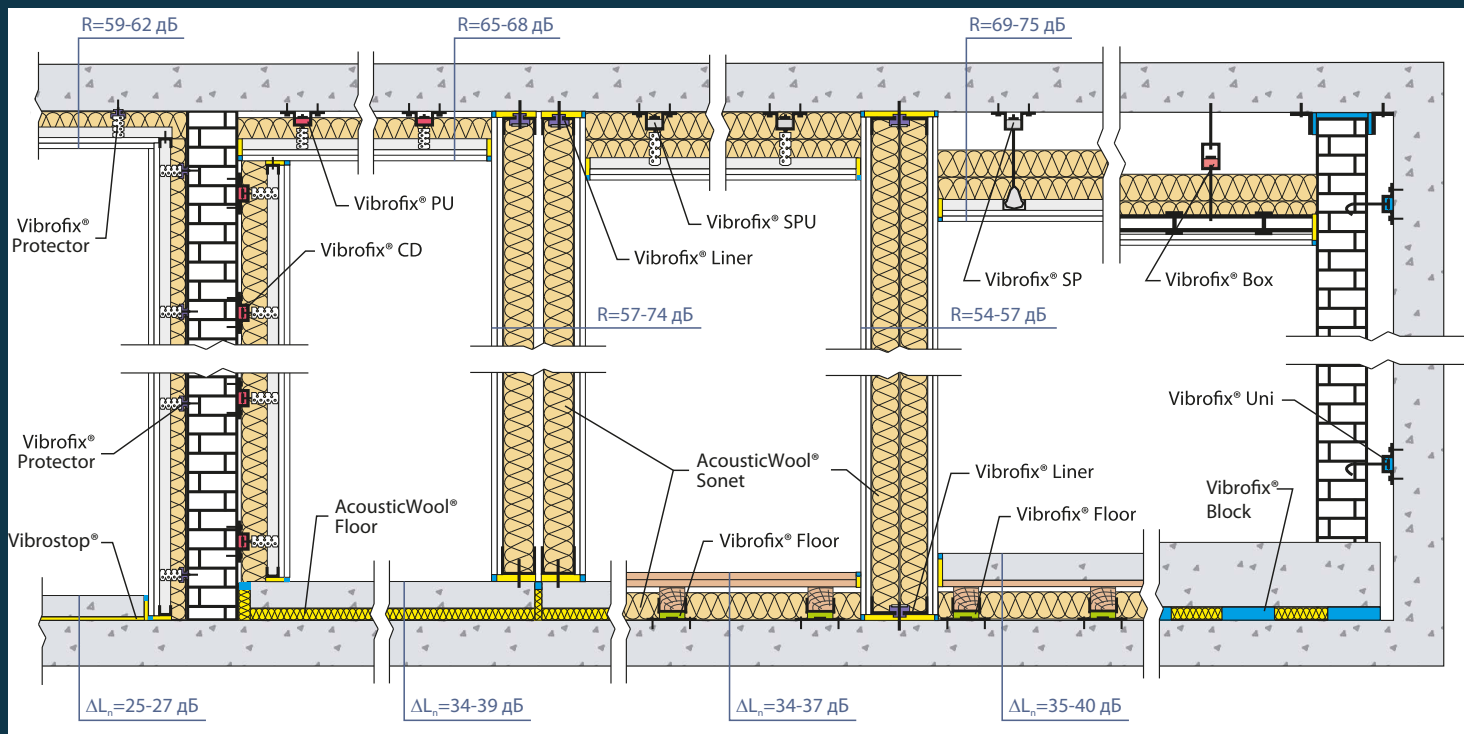 R=59-62 дБ
R=65-68 дБ
R=69-75 дБ
Vibrofix® PU
Vibrofix® SPU
Vibrofix®
Protector
Vibrofix® CD
Vibrofix® Liner
Vibrofix® SP
Vibrofix® Box
R=57-74 дБ
R=54-57 дБ
Vibrofix® Uni
Vibrofix®
Protector
AcousticWool®
Sonet
Vibrofix® Liner
Vibrofix®
Block
AcousticWool®
Floor
Vibrofix® Floor
Vibrostop®
Vibrofix® Floor
ΔLn=25-27 дБ
ΔLn=34-39 дБ
ΔLn=34-37 дБ
ΔLn=35-40 дБ